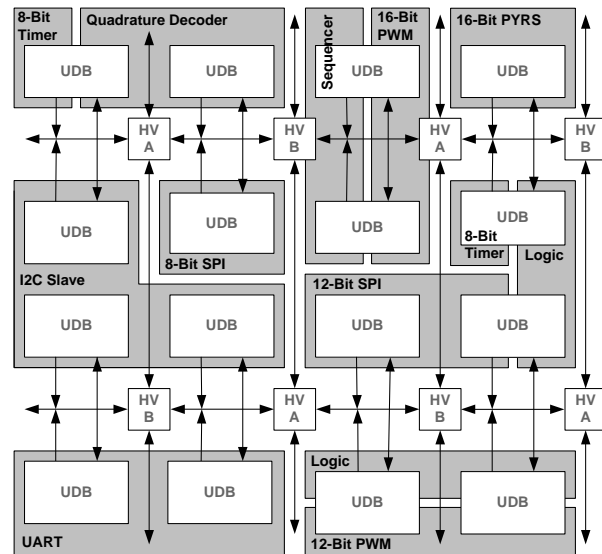 8-Bit
Timer
Quadrature Decoder
Sequencer
16-Bit
PWM
16-Bit PYRS
UDB
UDB
UDB
UDB
HV
A
HV
B
HV
A
HV
B
UDB
UDB
UDB
UDB
8-Bit
Timer
8-Bit SPI
Logic
I2C Slave
12-Bit SPI
UDB
UDB
UDB
UDB
HV
B
HV
A
HV
B
HV
A
Logic
UDB
UDB
UDB
UDB
UART
12-Bit PWM